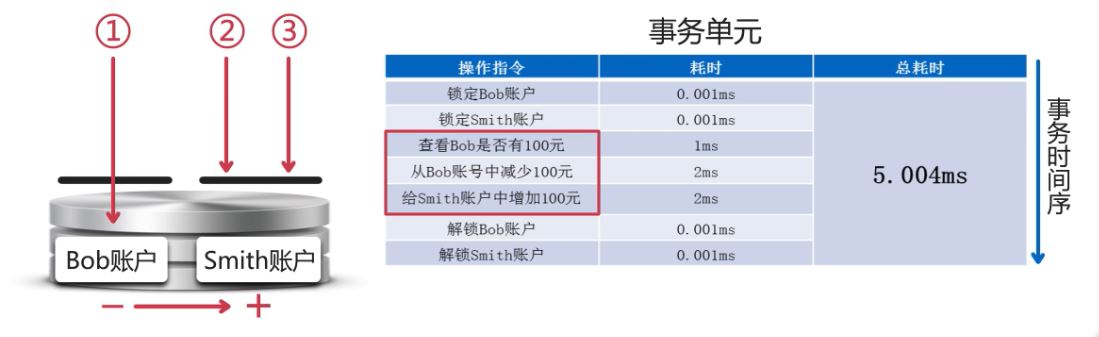 ① ② ③
Bob账户 Smith账户
− +
事务单元
操作指令 耗时 总耗时
锁定Bob账户 0.001ms
锁定Smith账户 0.001ms
查看Bob是否有100元 1ms
从Bob账号中减少100元 2ms
给Smith账户中增加100元 2ms
解锁Bob账户 0.001ms
解锁Smith账户 0.001ms
5.004ms
事务时间序